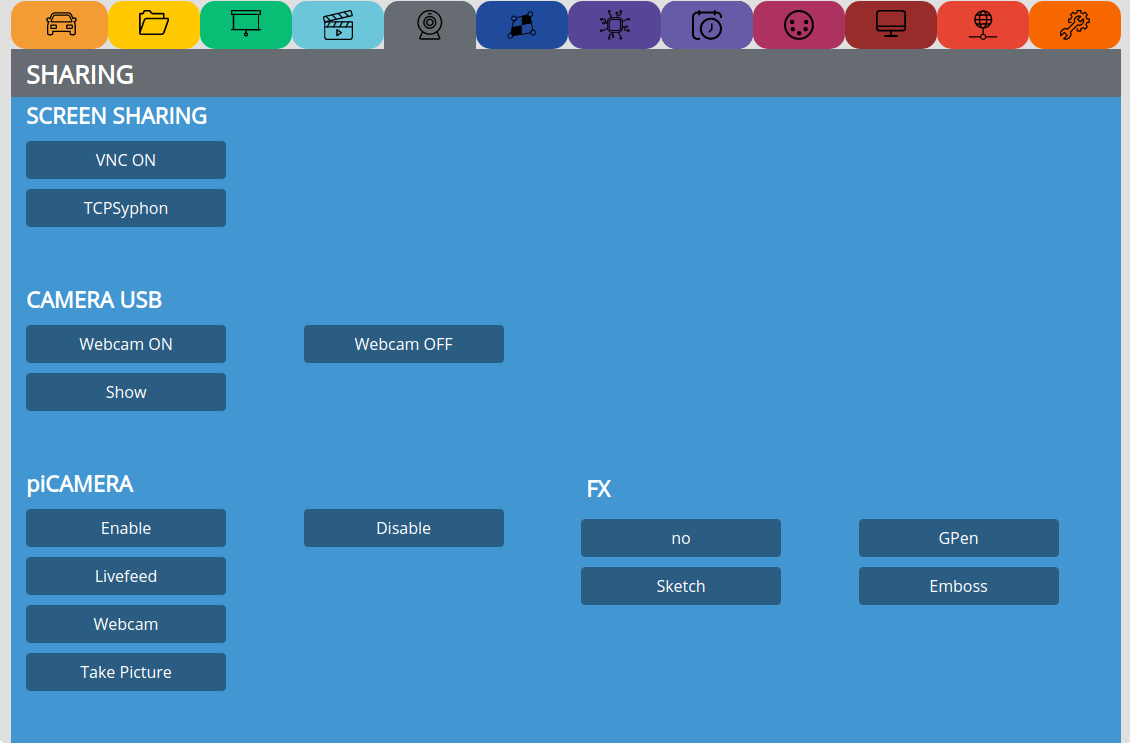 SHARING
SCREEN SHARING
VNC ON
TCPSyphon
CAMERA USB
Webcam ON
Webcam OFF
Show
piCAMERA
Enable
Disable
Livefeed
Webcam
Take Picture
FX
no
GPen
Sketch
Emboss